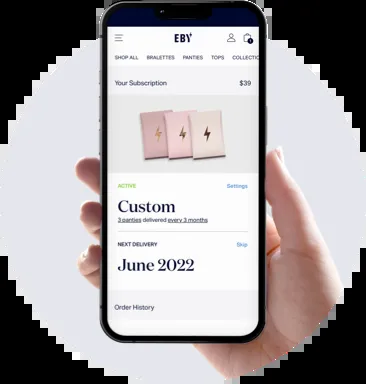 EBY
1
SHOP ALL BRALETTES PANTIES TOPS COLLECTIO
Your Subscription $39
ACTIVE Settings
Custom
3 panties delivered every 3 months
NEXT DELIVERY Skip
June 2022
Order History